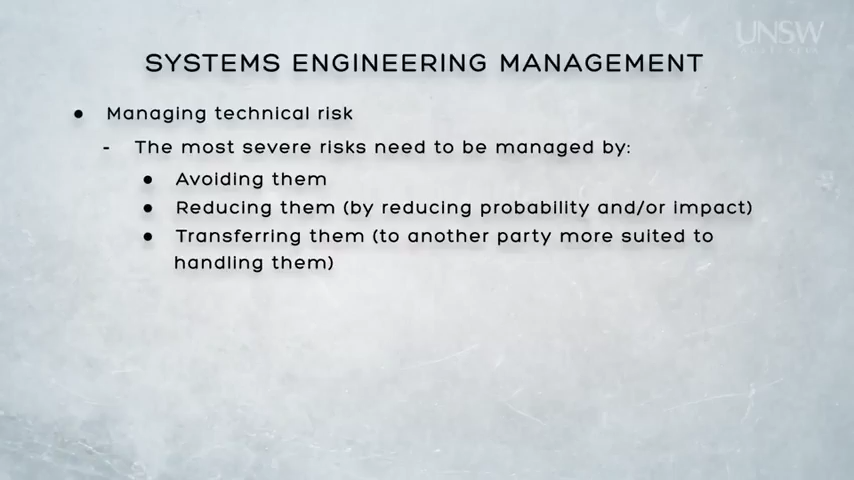 UNSW
SYSTEMS ENGINEERING MANAGEMENT
● Managing technical risk
- The most severe risks need to be managed by:
● Avoiding them
● Reducing them (by reducing probability and/or impact)
● Transferring them (to another party more suited to
handling them)